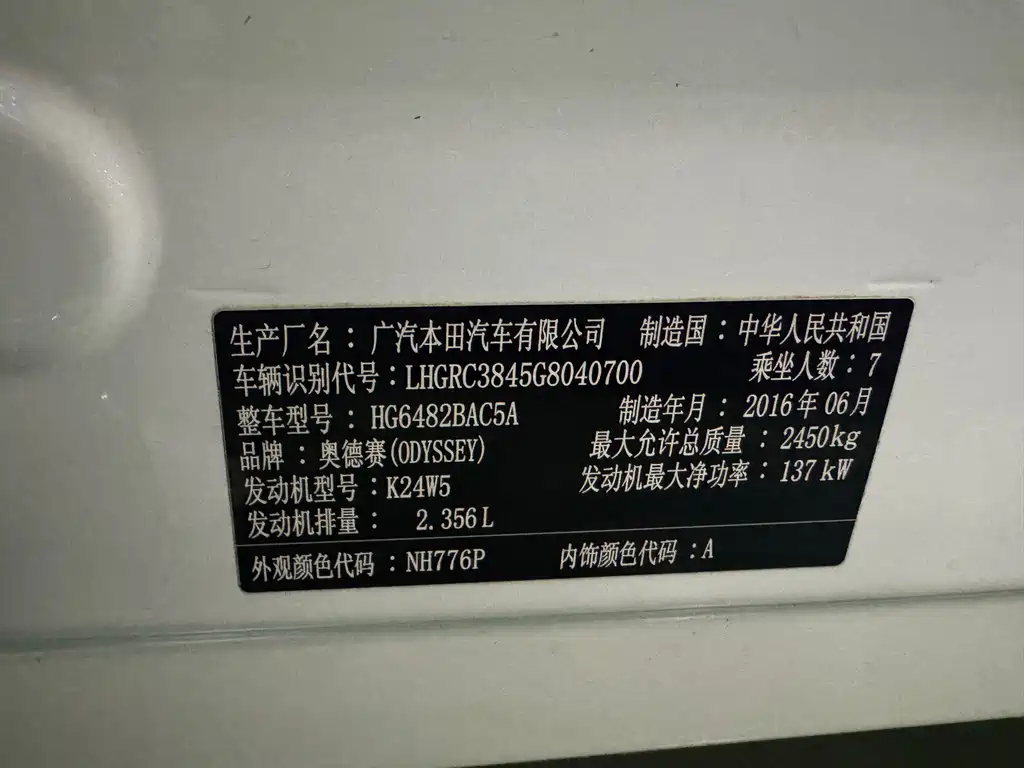 生产厂名：广汽本田汽车有限公司 制造国：中华人民共和国
车辆识别代号：LHGRC3845G8040700 乘坐人数：7
整车型号：HG6482BAC5A 制造年月：2016年06月
品牌：奥德赛(ODYSSEY) 最大允许总质量：2450kg
发动机型号：K24W5 发动机最大净功率：137kW
发动机排量：2.356L
外观颜色代码：NH776P 内饰颜色代码：A